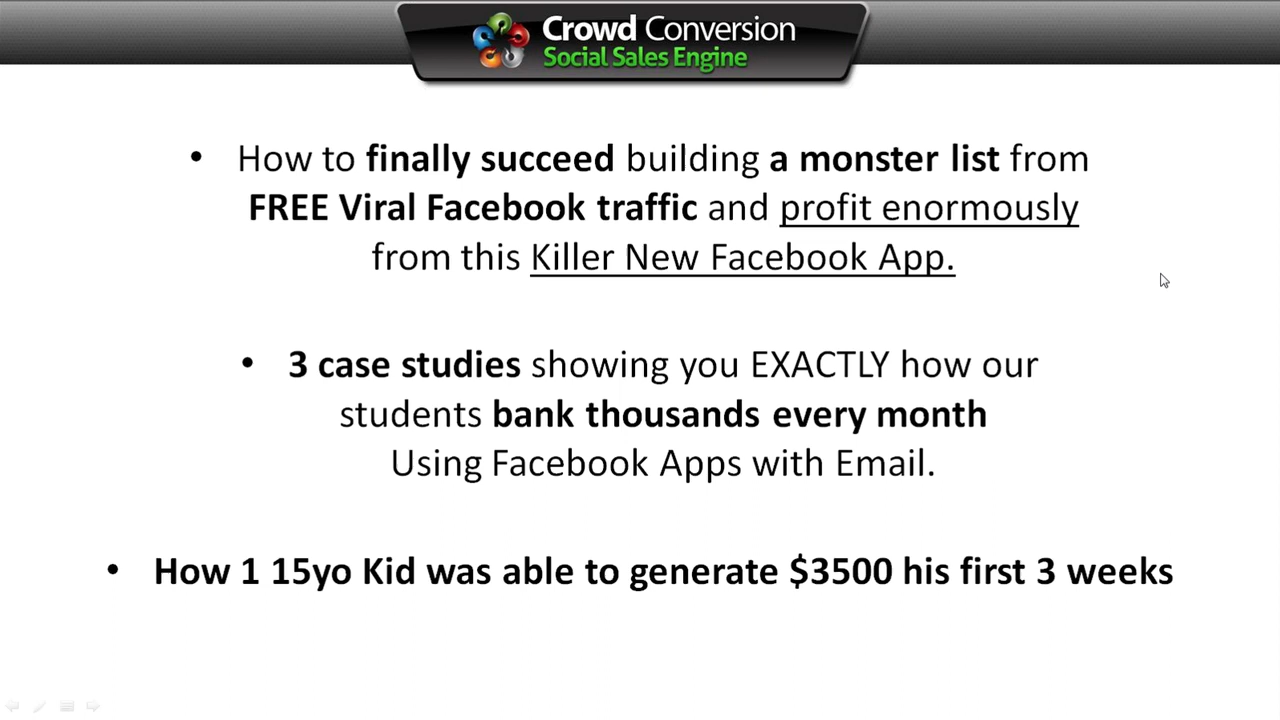 Crowd Conversion
Social Sales Engine
• How to finally succeed building a monster list from
FREE Viral Facebook traffic and profit enormously
from this Killer New Facebook App.
• 3 case studies showing you EXACTLY how our
students bank thousands every month
Using Facebook Apps with Email.
• How 1 15yo Kid was able to generate $3500 his first 3 weeks